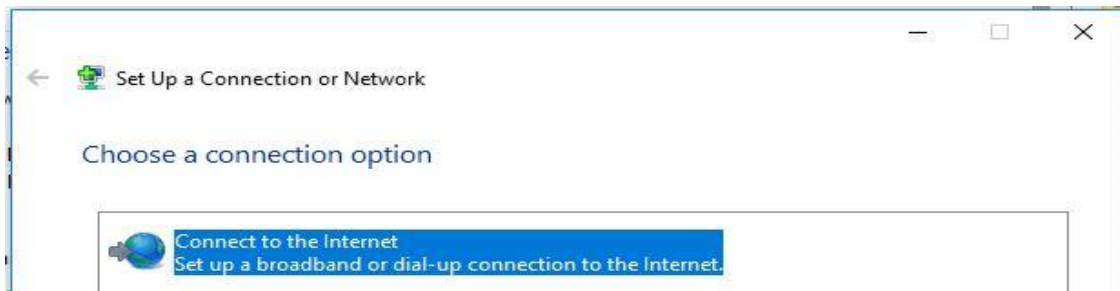 Set Up a Connection or Network
Choose a connection option
Connect to the Internet
Set up a broadband or dial-up connection to the Internet.